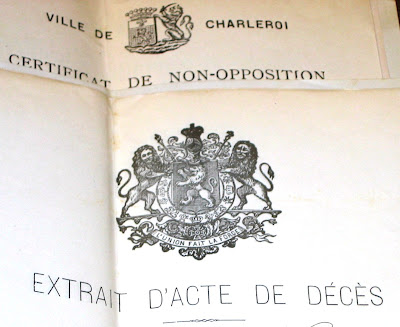 VILLE DE CHARLEROI
CERTIFICAT DE NON-OPPOSITION
L'UNION FAIT LA FORCE
EXTRAIT D'ACTE DE DÉCÈS